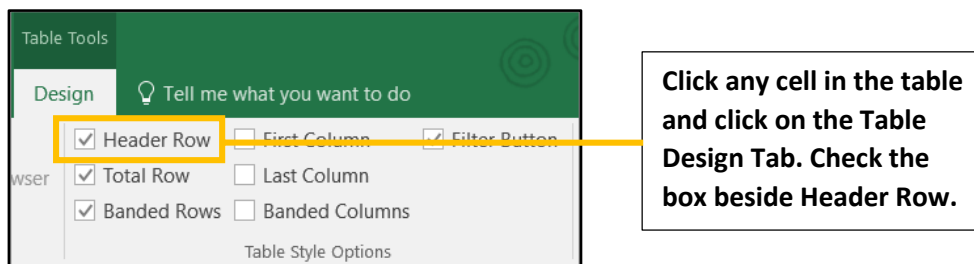 Table Tools
Design Tell me what you want to do
Header Row First Column Filter Button
wser Total Row Last Column
Banded Rows Banded Columns
Table Style Options
Click any cell in the table
and click on the Table
Design Tab. Check the
box beside Header Row.